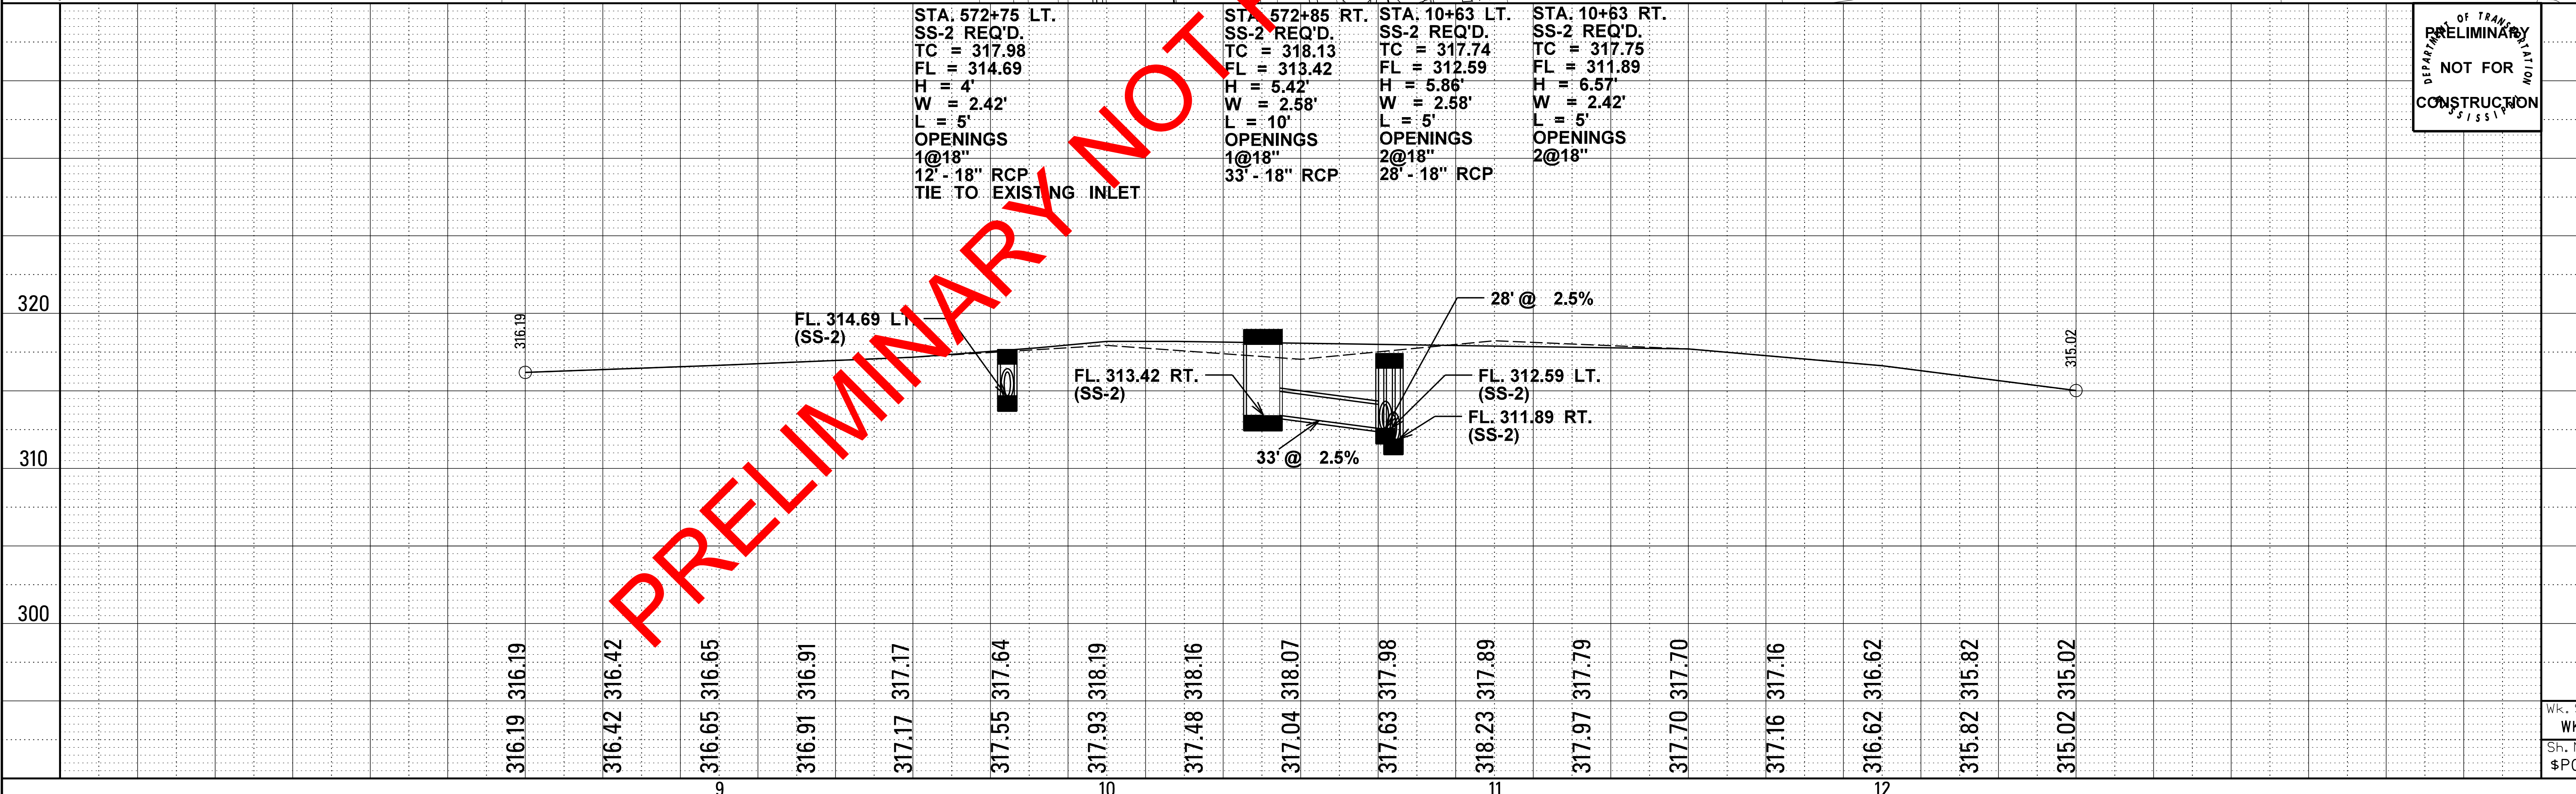 STA. 572+75 LT.
SS-2 REQ'D.
TC = 317.98
FL = 314.69
H = 4'
W = 2.42'
L = 5'
OPENINGS
1@18"
12' - 18" RCP
TIE TO EXISTING INLET
STA. 572+85 RT.
SS-2 REQ'D.
TC = 318.13
FL = 313.42
H = 5.42'
W = 2.58'
L = 10'
OPENINGS
1@18"
33' - 18" RCP
STA. 10+63 LT.
SS-2 REQ'D.
TC = 317.74
FL = 312.59
H = 5.86'
W = 2.58'
L = 5'
OPENINGS
2@18"
28' - 18" RCP
STA. 10+63 RT.
SS-2 REQ'D.
TC = 317.75
FL = 311.89
H = 6.57'
W = 2.42'
L = 5'
OPENINGS
2@18"
DEPARTMENT OF TRANSPORTATION
MISSISSIPPI
PRELIMINARY
NOT FOR
CONSTRUCTION
PRELIMINARY NOT
320
310
300
316.19
FL. 314.69 LT.
(SS-2)
FL. 313.42 RT.
(SS-2)
33' @ 2.5%
28' @ 2.5%
FL. 312.59 LT.
(SS-2)
FL. 311.89 RT.
(SS-2)
315.02
316.19 316.42 316.65 316.91 317.17 317.64 318.19 318.16 318.07 317.98 317.89 317.79 317.70 317.16 316.62 315.82 315.02
316.19 316.42 316.65 316.91 317.17 317.55 317.93 317.48 317.04 317.63 318.23 317.97 317.70 317.16 316.62 315.82 315.02
9 10 11 12
Wk.
Sh.